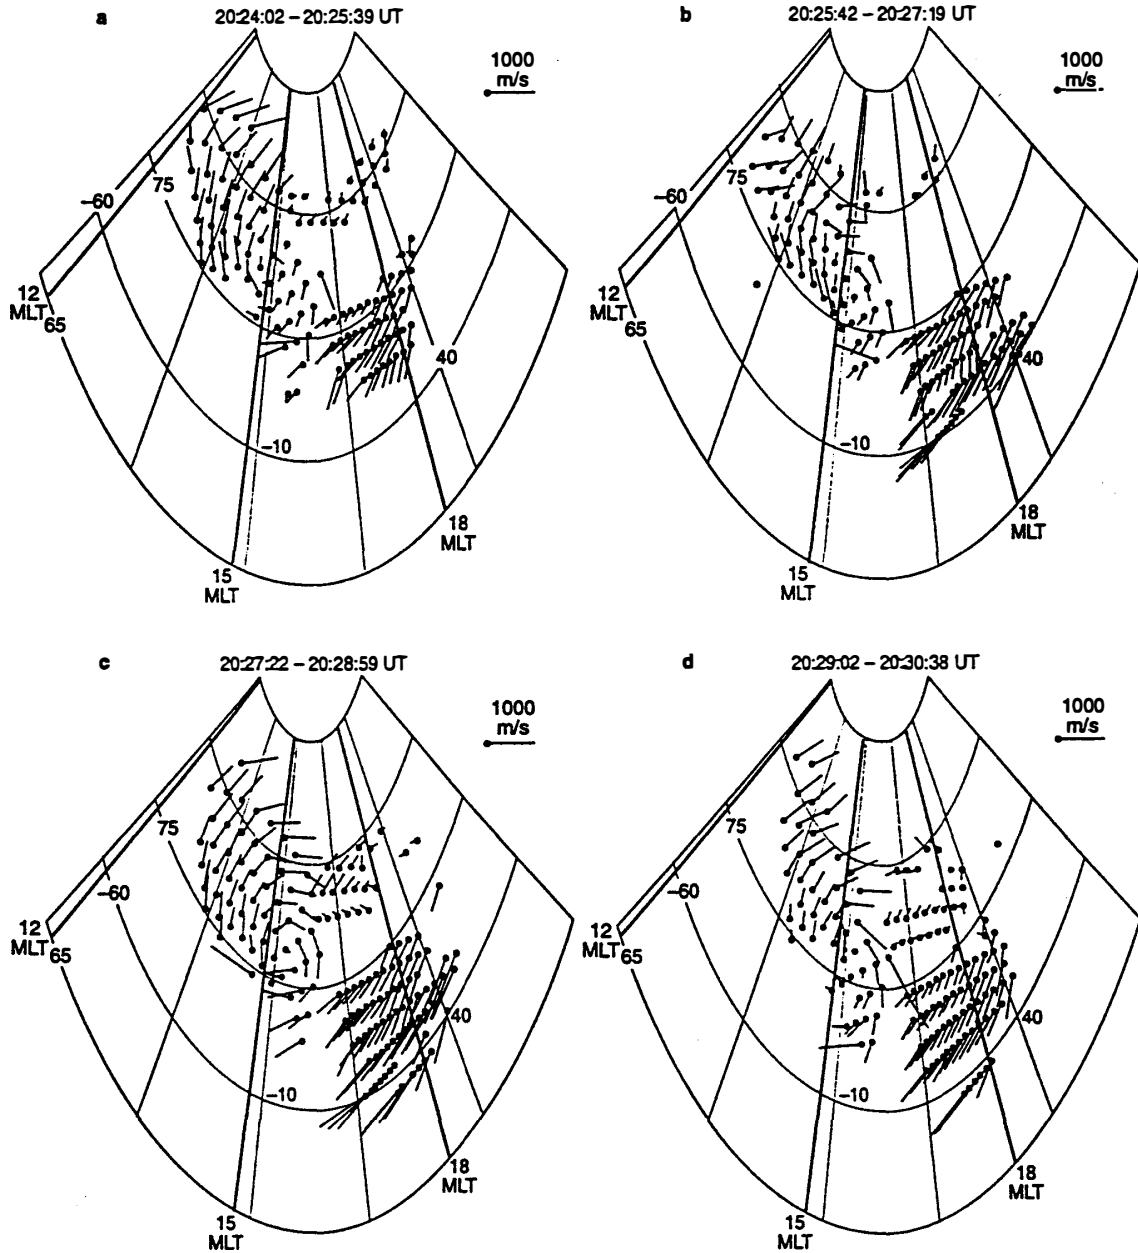 a
20:24:02 – 20:25:39 UT
1000
m/s
–60
75
12
MLT
65
40
–10
18
MLT
15
MLT
b
20:25:42 – 20:27:19 UT
1000
m/s
–60
75
12
MLT
65
40
–10
18
MLT
15
MLT
c
20:27:22 – 20:28:59 UT
1000
m/s
75
–60
12
MLT
65
40
–10
18
MLT
15
MLT
d
20:29:02 – 20:30:38 UT
1000
m/s
75
–60
12
MLT
65
40
–10
18
MLT
15
MLT